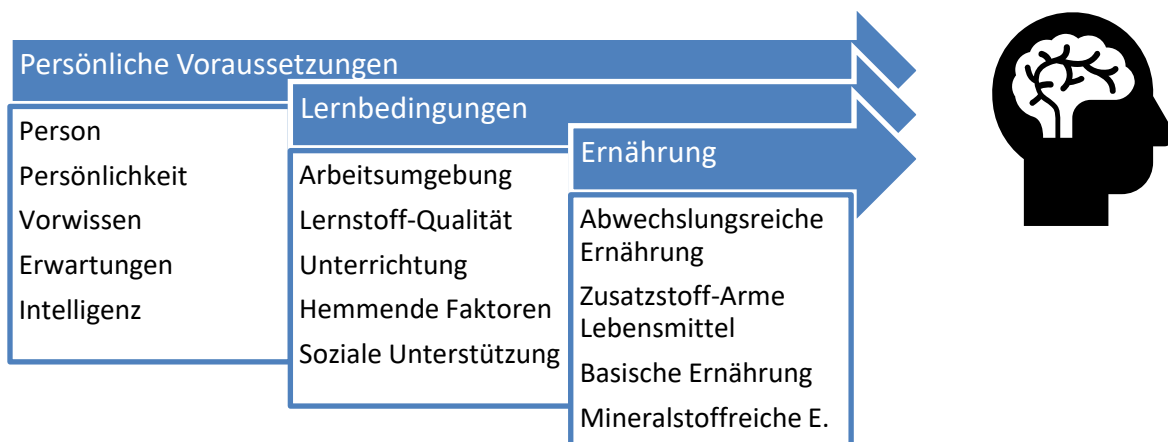 Persönliche Voraussetzungen
Person
Persönlichkeit
Vorwissen
Erwartungen
Intelligenz
Lernbedingungen
Arbeitsumgebung
Lernstoff-Qualität
Unterrichtung
Hemmende Faktoren
Soziale Unterstützung
Ernährung
Abwechslungsreiche
Ernährung
Zusatzstoff-Arme
Lebensmittel
Basische Ernährung
Mineralstoffreiche E.